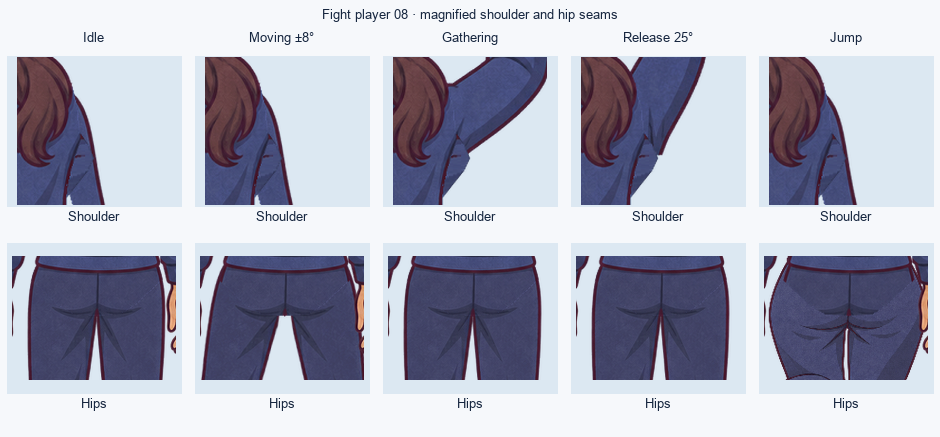 Fight player 08 · magnified shoulder and hip seams
Idle
Moving ±8°
Gathering
Release 25°
Jump
Shoulder
Shoulder
Shoulder
Shoulder
Shoulder
Hips
Hips
Hips
Hips
Hips